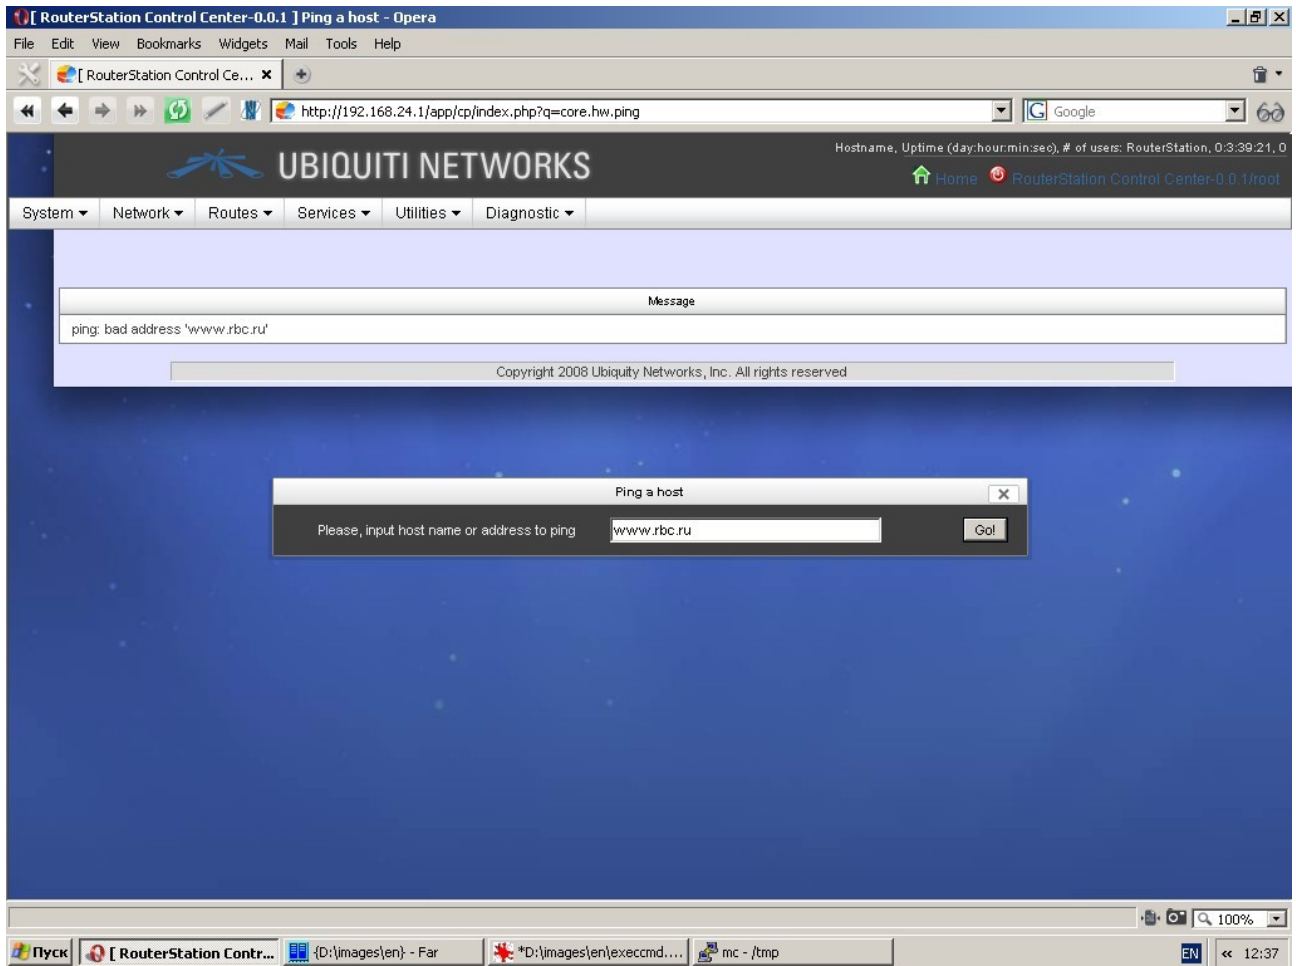 [ RouterStation Control Center-0.0.1 ] Ping a host - Opera
File Edit View Bookmarks Widgets Mail Tools Help
[ RouterStation Control Ce...
http://192.168.24.1/app/cp/index.php?q=core.hw.ping
G Google
UBIQUITI NETWORKS
Hostname, Uptime (day:hour:min:sec), # of users: RouterStation, 0:3:39:21, 0
Home RouterStation Control Center-0.0.1/root
System Network Routes Services Utilities Diagnostic
Message
ping: bad address 'www.rbc.ru'
Copyright 2008 Ubiquity Networks, Inc. All rights reserved
Ping a host
Please, input host name or address to ping www.rbc.ru Go!
100%
Пуск [ RouterStation Contr... {D:\images\en} - Far *D:\images\en\execcmd.... mc - /tmp EN « 12:37